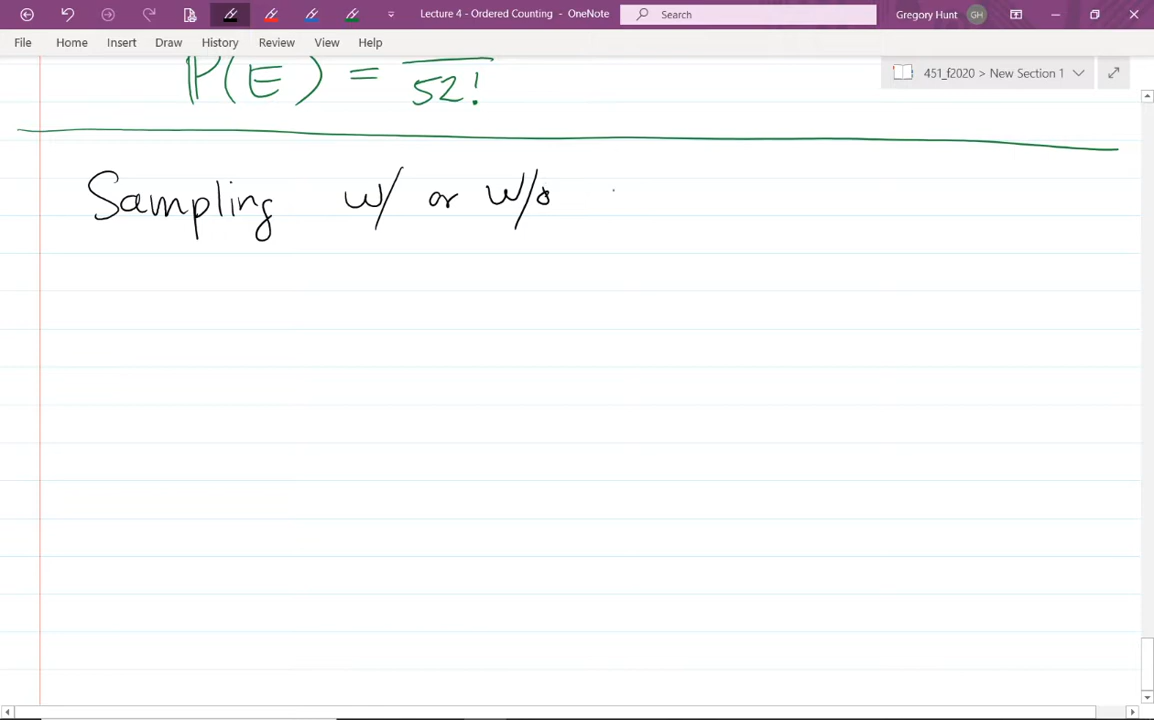 Lecture 4 - Ordered Counting - OneNote
Search
Gregory Hunt GH
File Home Insert Draw History Review View Help
451_f2020 > New Section 1
P(E) =
52!
Sampling w/ or w/o